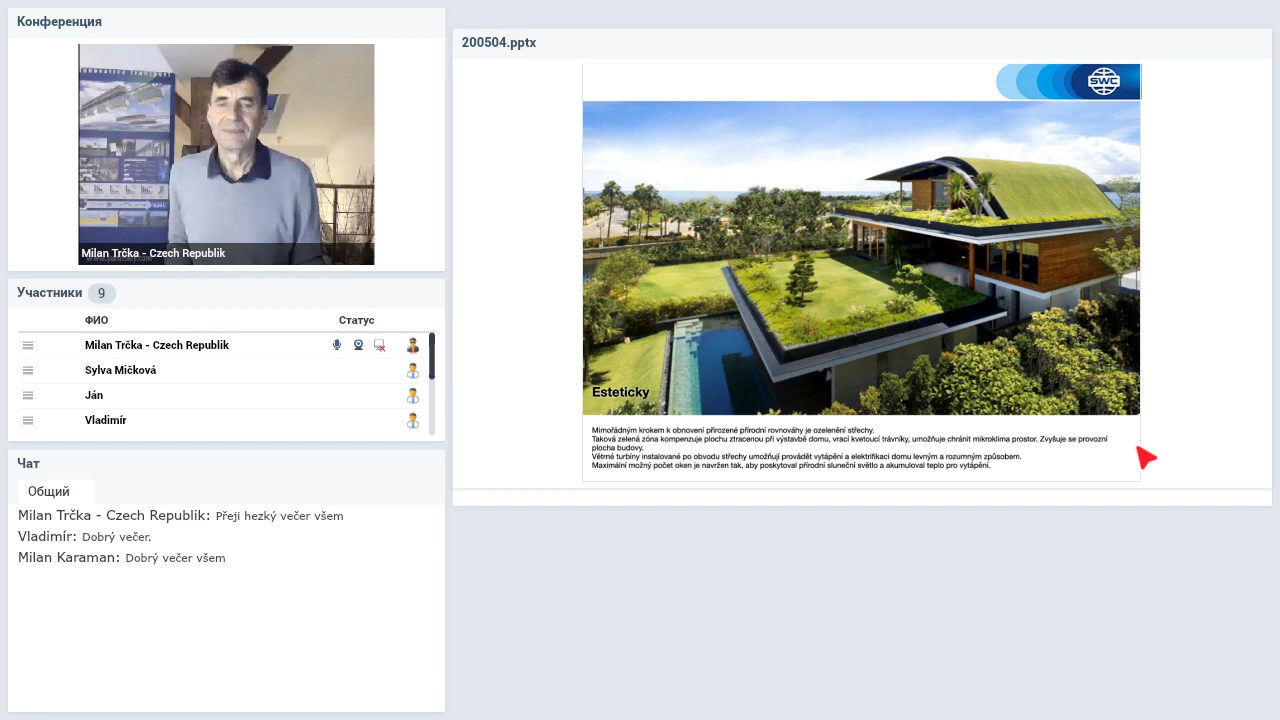 Конференция
Innovative Transport
Milan Trčka - Czech Republik
Участники 9
ФИО Статус
Milan Trčka - Czech Republik
Sylva Mičková
Ján
Vladimír
Чат
Общий
Milan Trčka - Czech Republik: Přeji hezký večer všem
Vladimír: Dobrý večer.
Milan Karaman: Dobrý večer všem
200504.pptx
SWC
Esteticky
Mimořádným krokem k obnovení přirozené přírodní rovnováhy je ozelenění střechy.
Taková zelená zóna kompenzuje plochu ztracenou při výstavbě domu, vrací kvetoucí trávníky, umožňuje chránit mikroklima prostor. Zvyšuje se provozní
plocha budovy.
Větrné turbíny instalované po obvodu střechy umožňují provádět vytápění a elektrifikaci domu levným a rozumným způsobem.
Maximální možný počet oken je navržen tak, aby poskytoval přírodní sluneční světlo a akumuloval teplo pro vytápění.